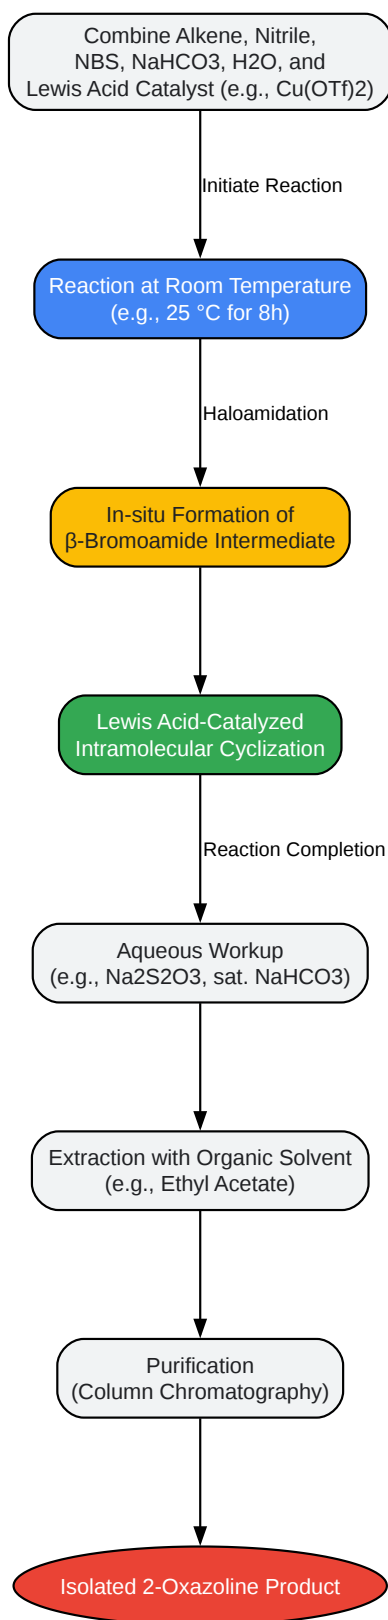 Combine Alkene, Nitrile,
NBS, NaHCO3, H2O, and
Lewis Acid Catalyst (e.g., Cu(OTf)2)
Initiate Reaction
Reaction at Room Temperature
(e.g., 25 °C for 8h)
Haloamidation
In-situ Formation of
β-Bromoamide Intermediate
Lewis Acid-Catalyzed
Intramolecular Cyclization
Reaction Completion
Aqueous Workup
(e.g., Na2S2O3, sat. NaHCO3)
Extraction with Organic Solvent
(e.g., Ethyl Acetate)
Purification
(Column Chromatography)
Isolated 2-Oxazoline Product